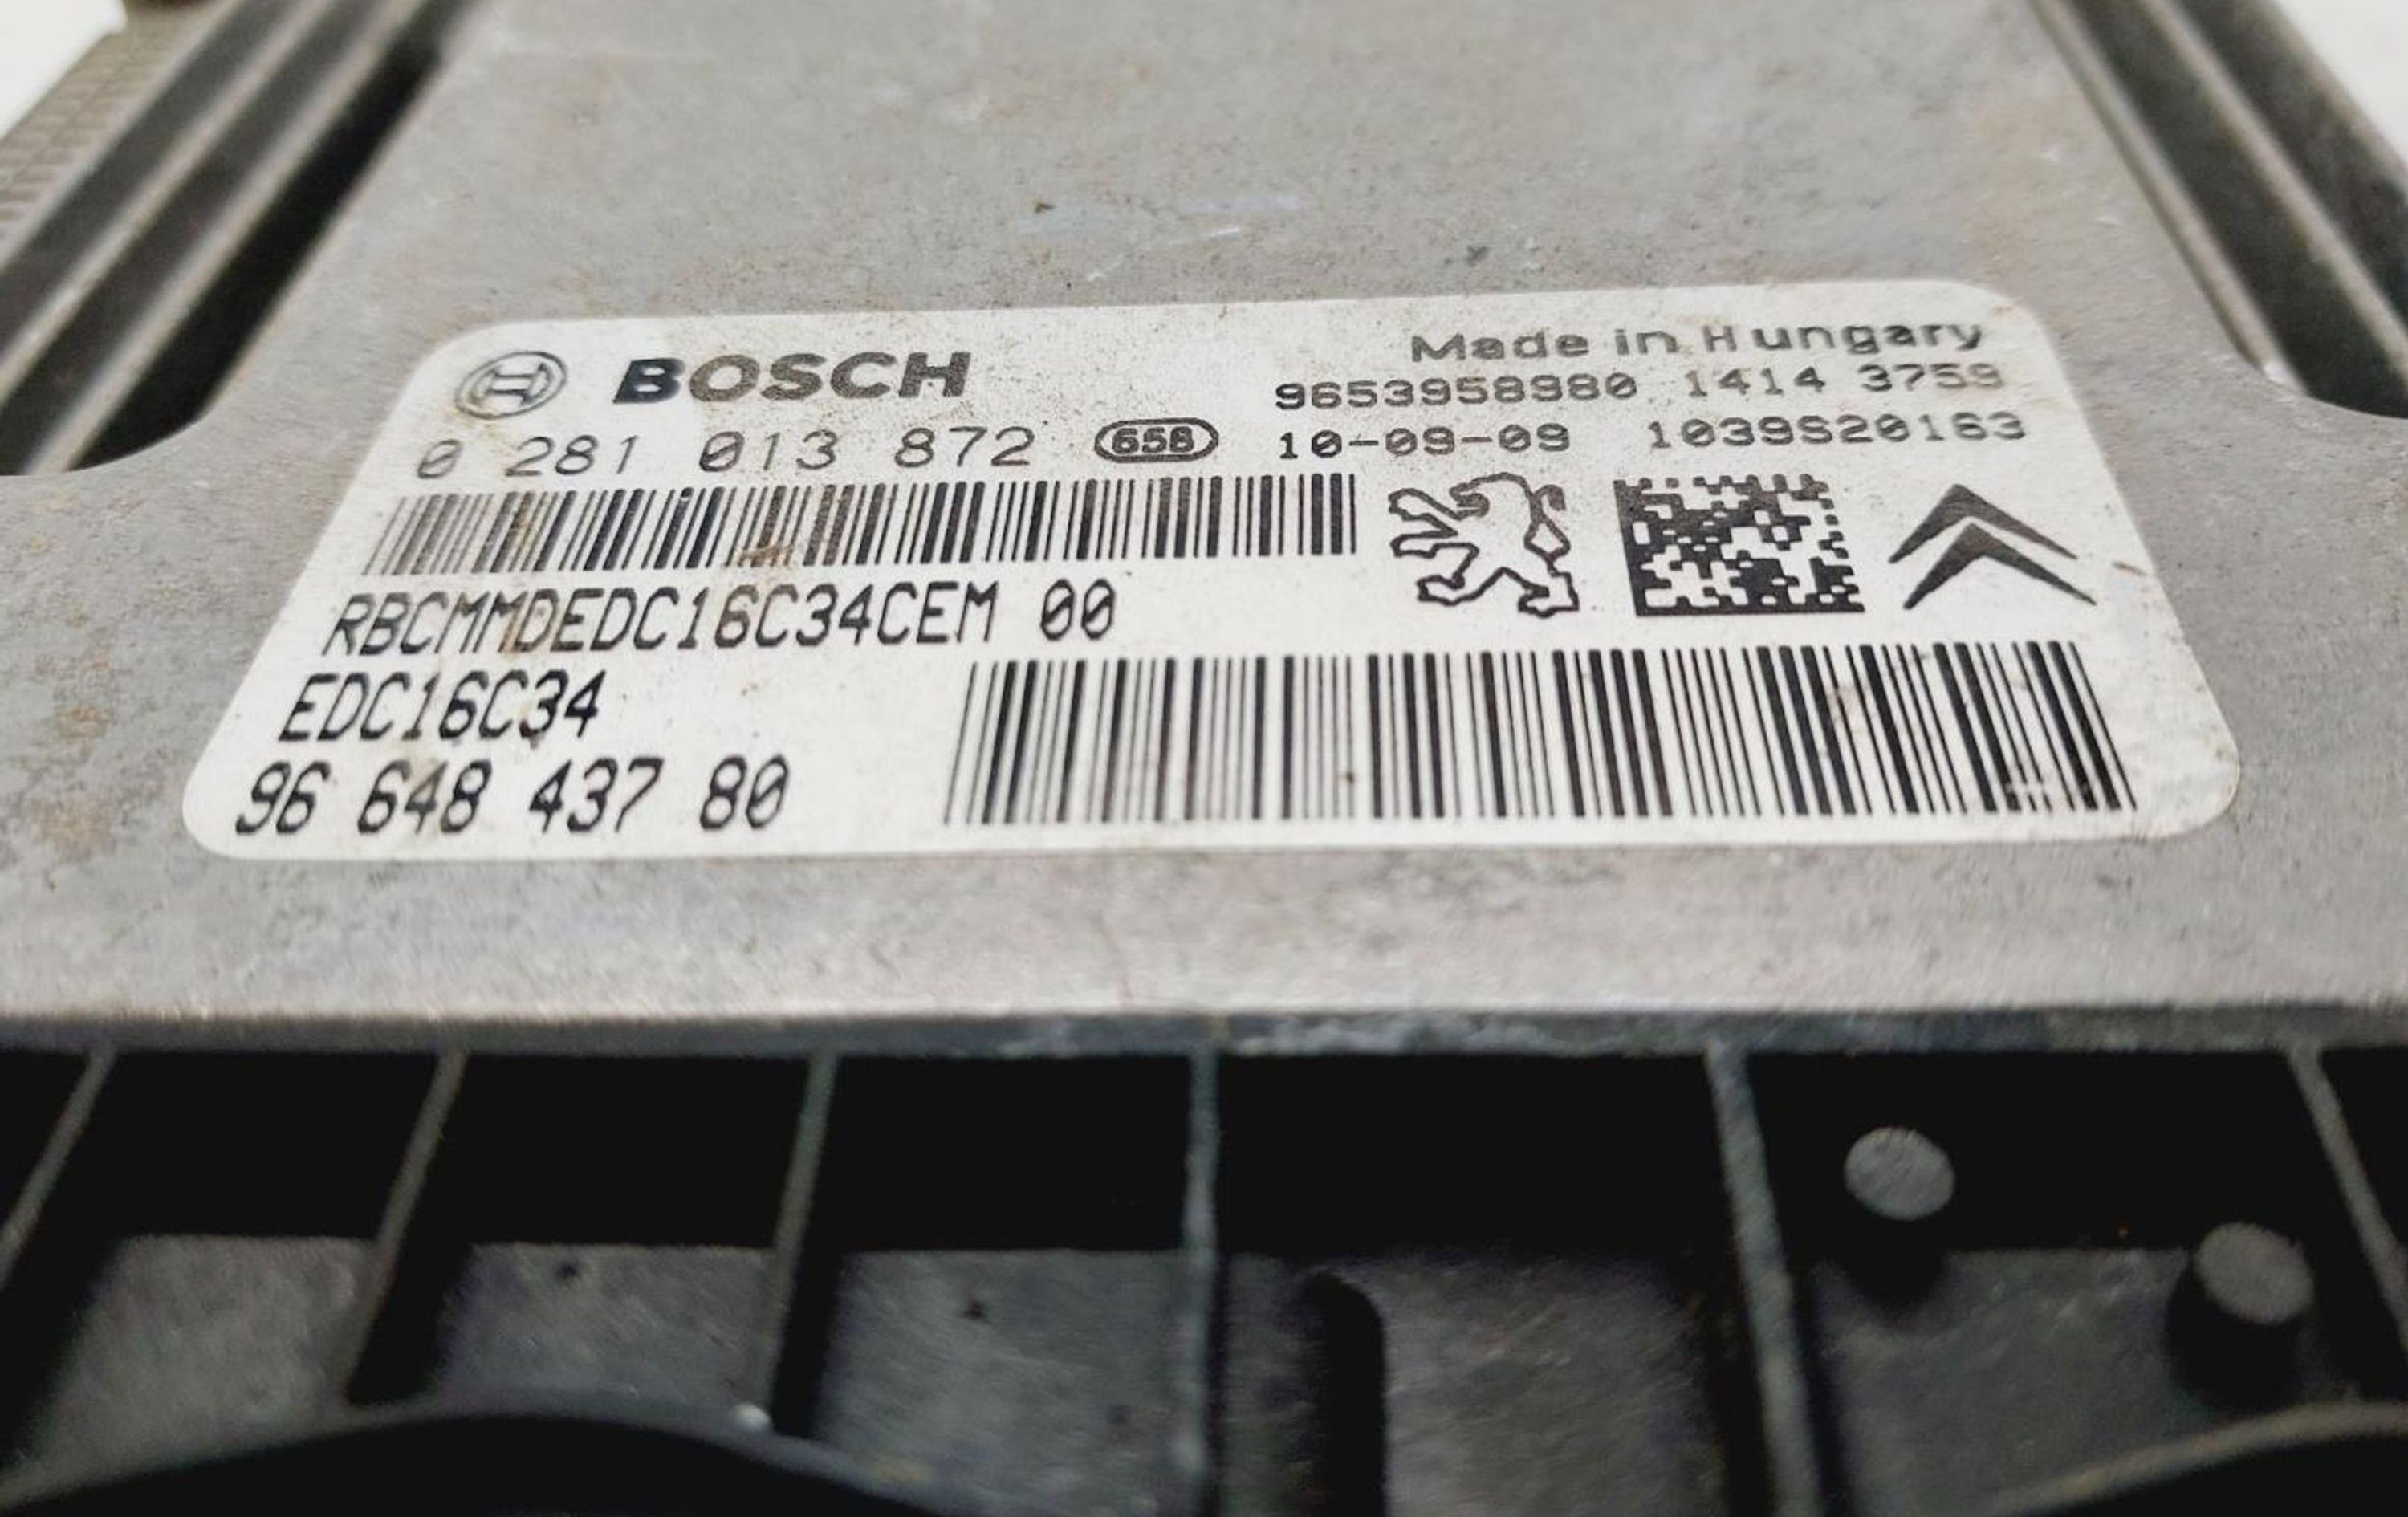 BOSCH
Made in Hungary
9653958980 1414 3759
0 281 013 872 658 10-09-09 1039S20163
RBCMMDEDC16C34CEM 00
EDC16C34
96 648 437 80